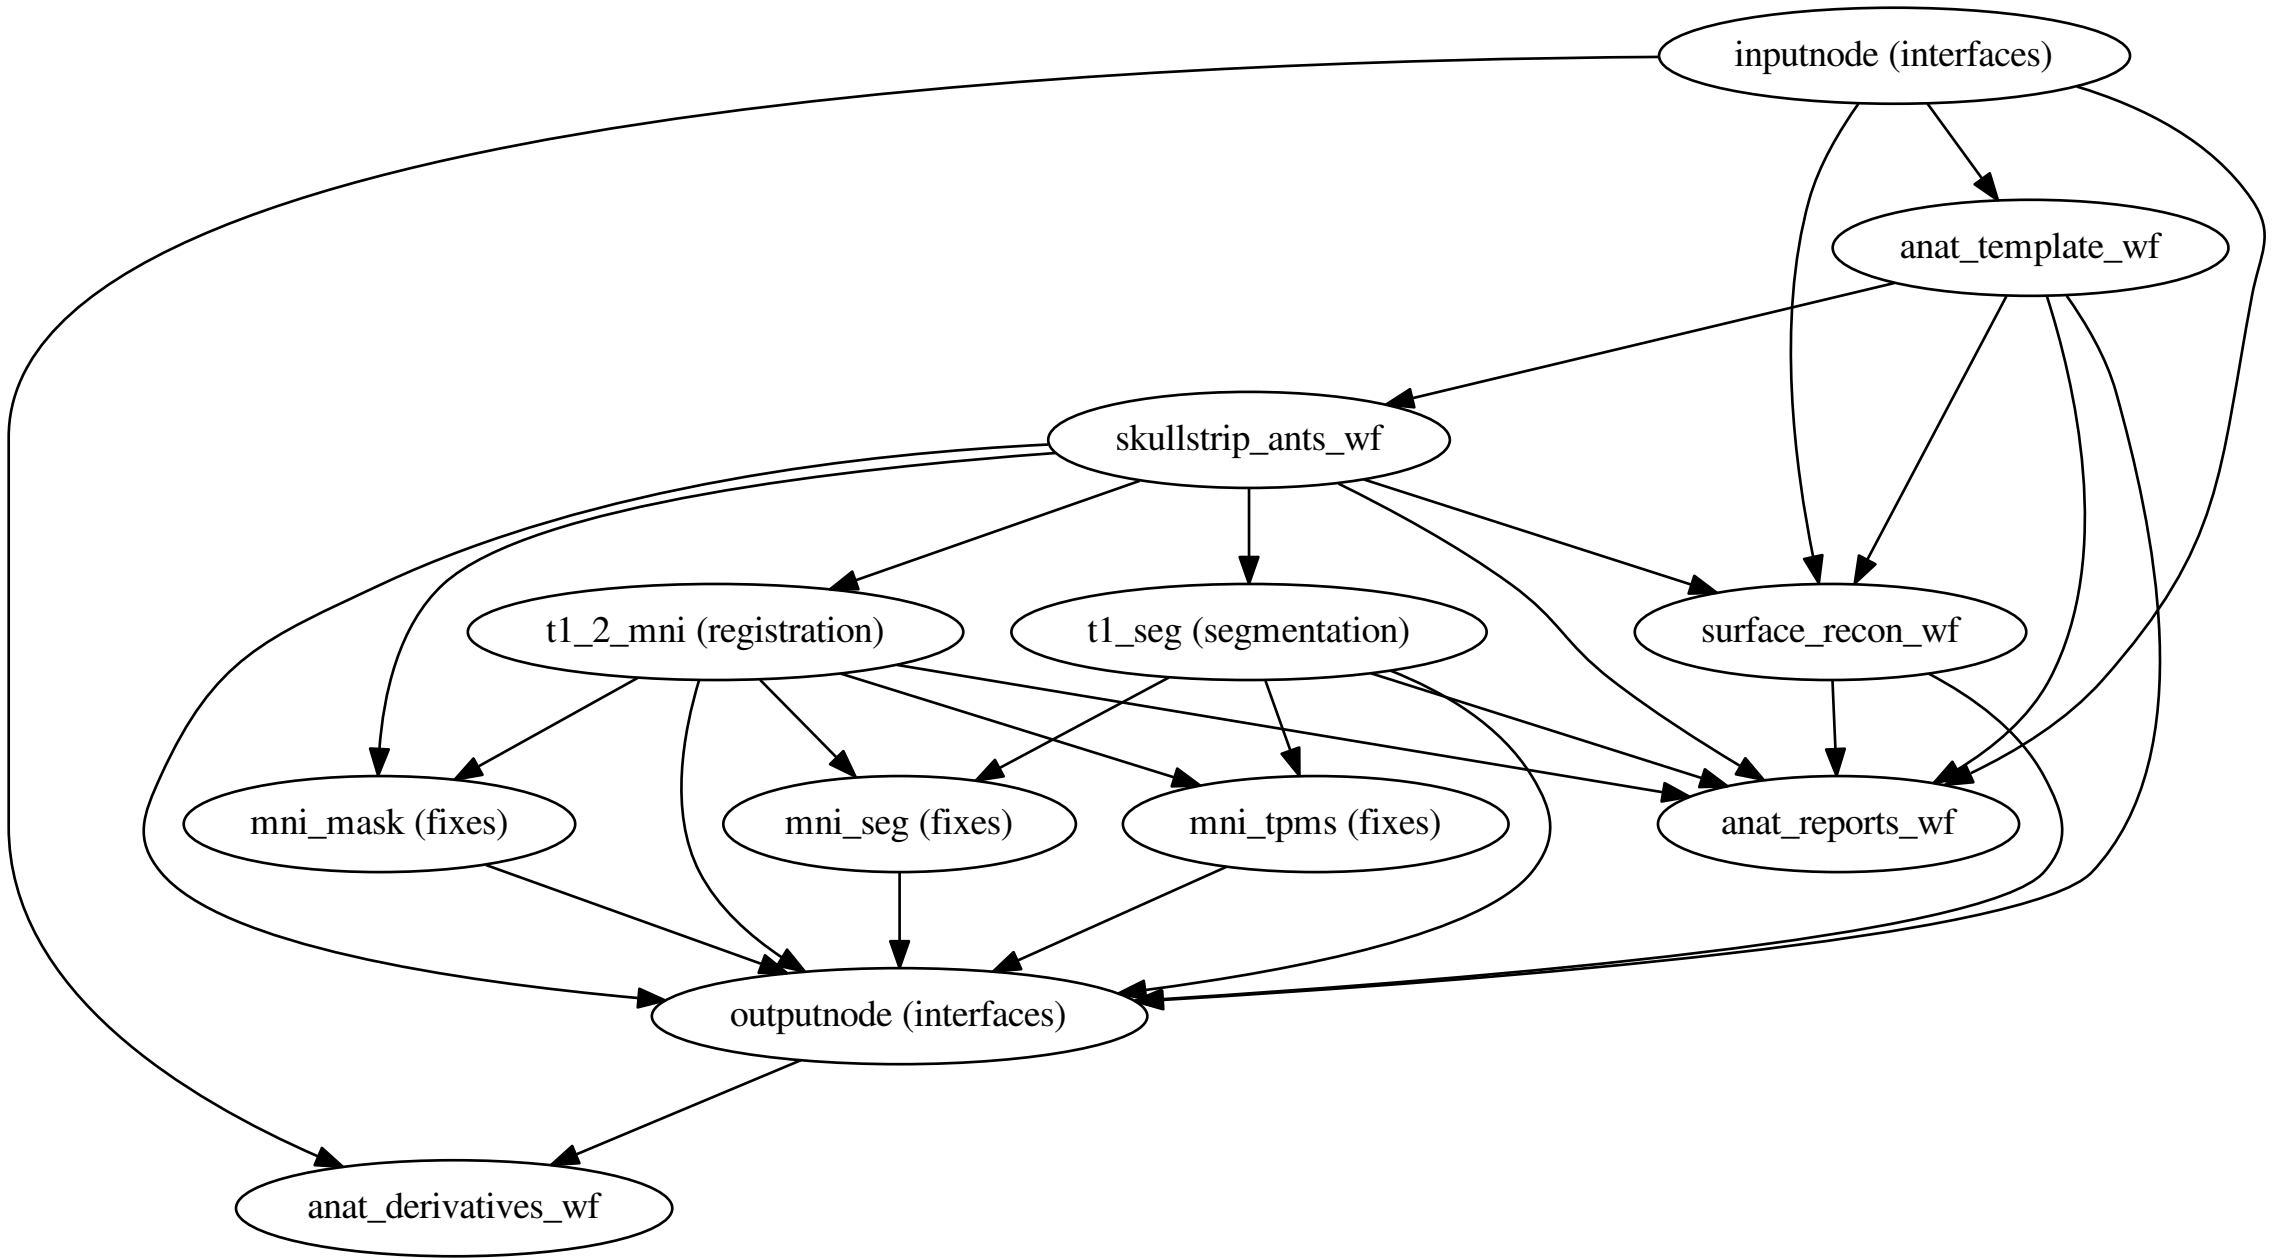 inputnode (interfaces)
anat_template_wf
skullstrip_ants_wf
t1_2_mni (registration)
t1_seg (segmentation)
surface_recon_wf
mni_mask (fixes)
mni_seg (fixes)
mni_tpms (fixes)
anat_reports_wf
outputnode (interfaces)
anat_derivatives_wf